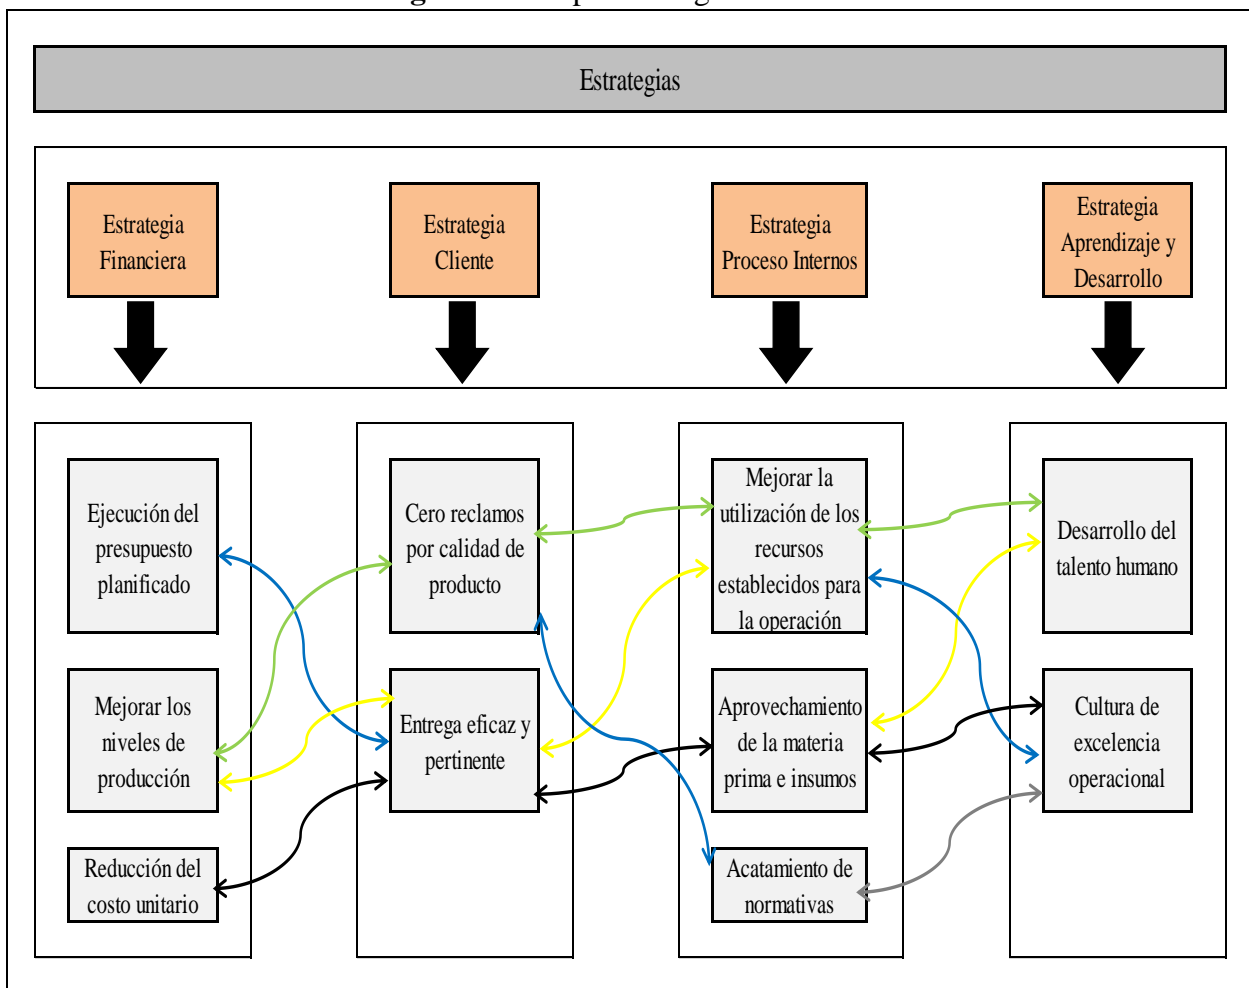 Estrategias
Estrategia
Financiera
Estrategia
Cliente
Estrategia
Proceso Internos
Estrategia
Aprendizaje y
Desarrollo
Ejecución del
presupuesto
planificado
Mejorar los
niveles de
producción
Reducción del
costo unitario
Cero reclamos
por calidad de
producto
Entrega eficaz y
pertinente
Mejorar la
utilización de los
recursos
establecidos para
la operación
Aprovechamiento
de la materia
prima e insumos
Acatamiento de
normativas
Desarrollo del
talento humano
Cultura de
excelencia
operacional